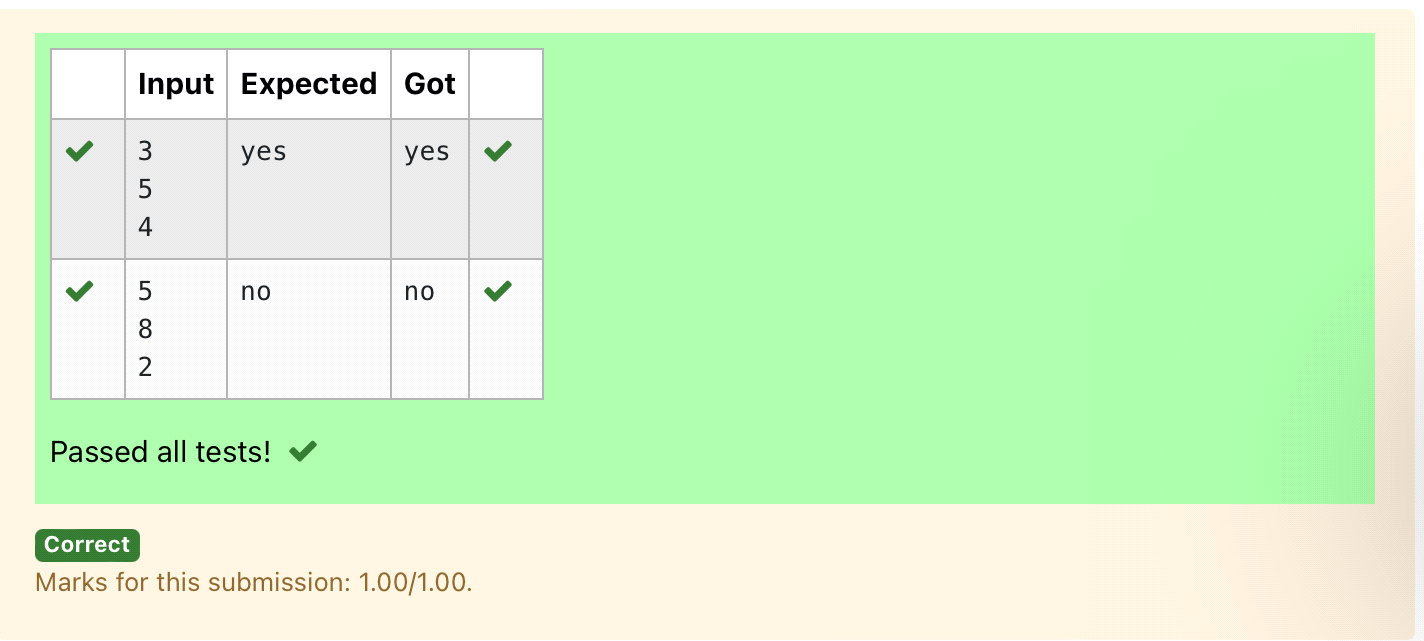 Input Expected Got
3 yes yes
5
4
5 no no
8
2
Passed all tests!
Correct
Marks for this submission: 1.00/1.00.